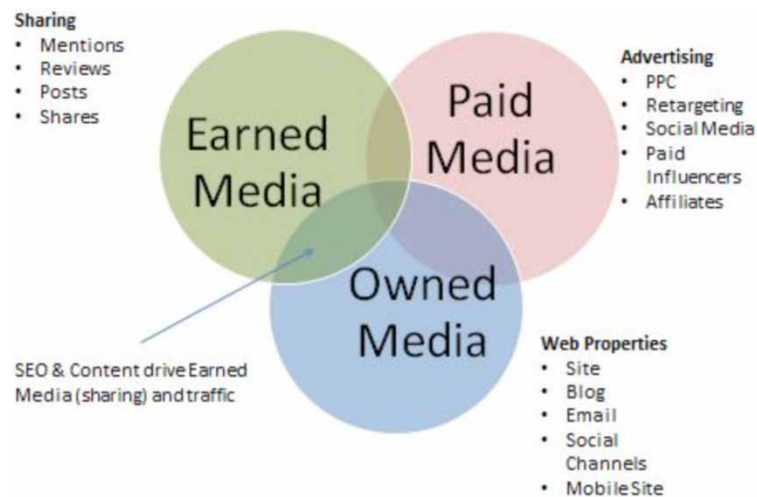 Sharing
• Mentions
• Reviews
• Posts
• Shares
Earned
Media
Paid
Media
Advertising
• PPC
• Retargeting
• Social Media
• Paid
Influencers
• Affiliates
Owned
Media
SEO & Content drive Earned
Media (sharing) and traffic
Web Properties
• Site
• Blog
• Email
• Social
Channels
• Mobile Site